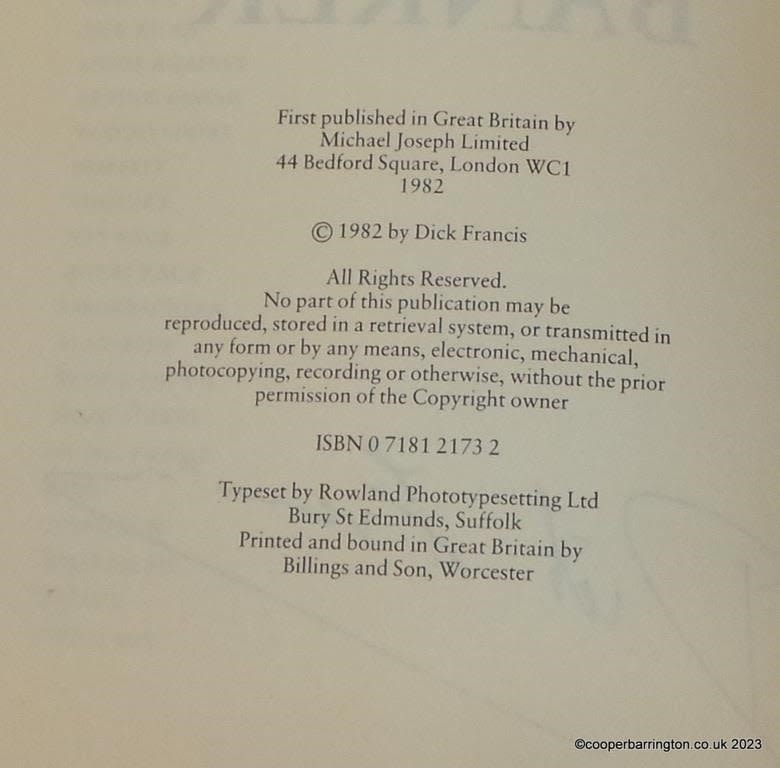 BANKER
First published in Great Britain by
Michael Joseph Limited
44 Bedford Square, London WC1
1982
© 1982 by Dick Francis
All Rights Reserved.
No part of this publication may be
reproduced, stored in a retrieval system, or transmitted in
any form or by any means, electronic, mechanical,
photocopying, recording or otherwise, without the prior
permission of the Copyright owner
ISBN 0 7181 2173 2
Typeset by Rowland Phototypesetting Ltd
Bury St Edmunds, Suffolk
Printed and bound in Great Britain by
Billings and Son, Worcester
©cooperbarrington.co.uk 2023